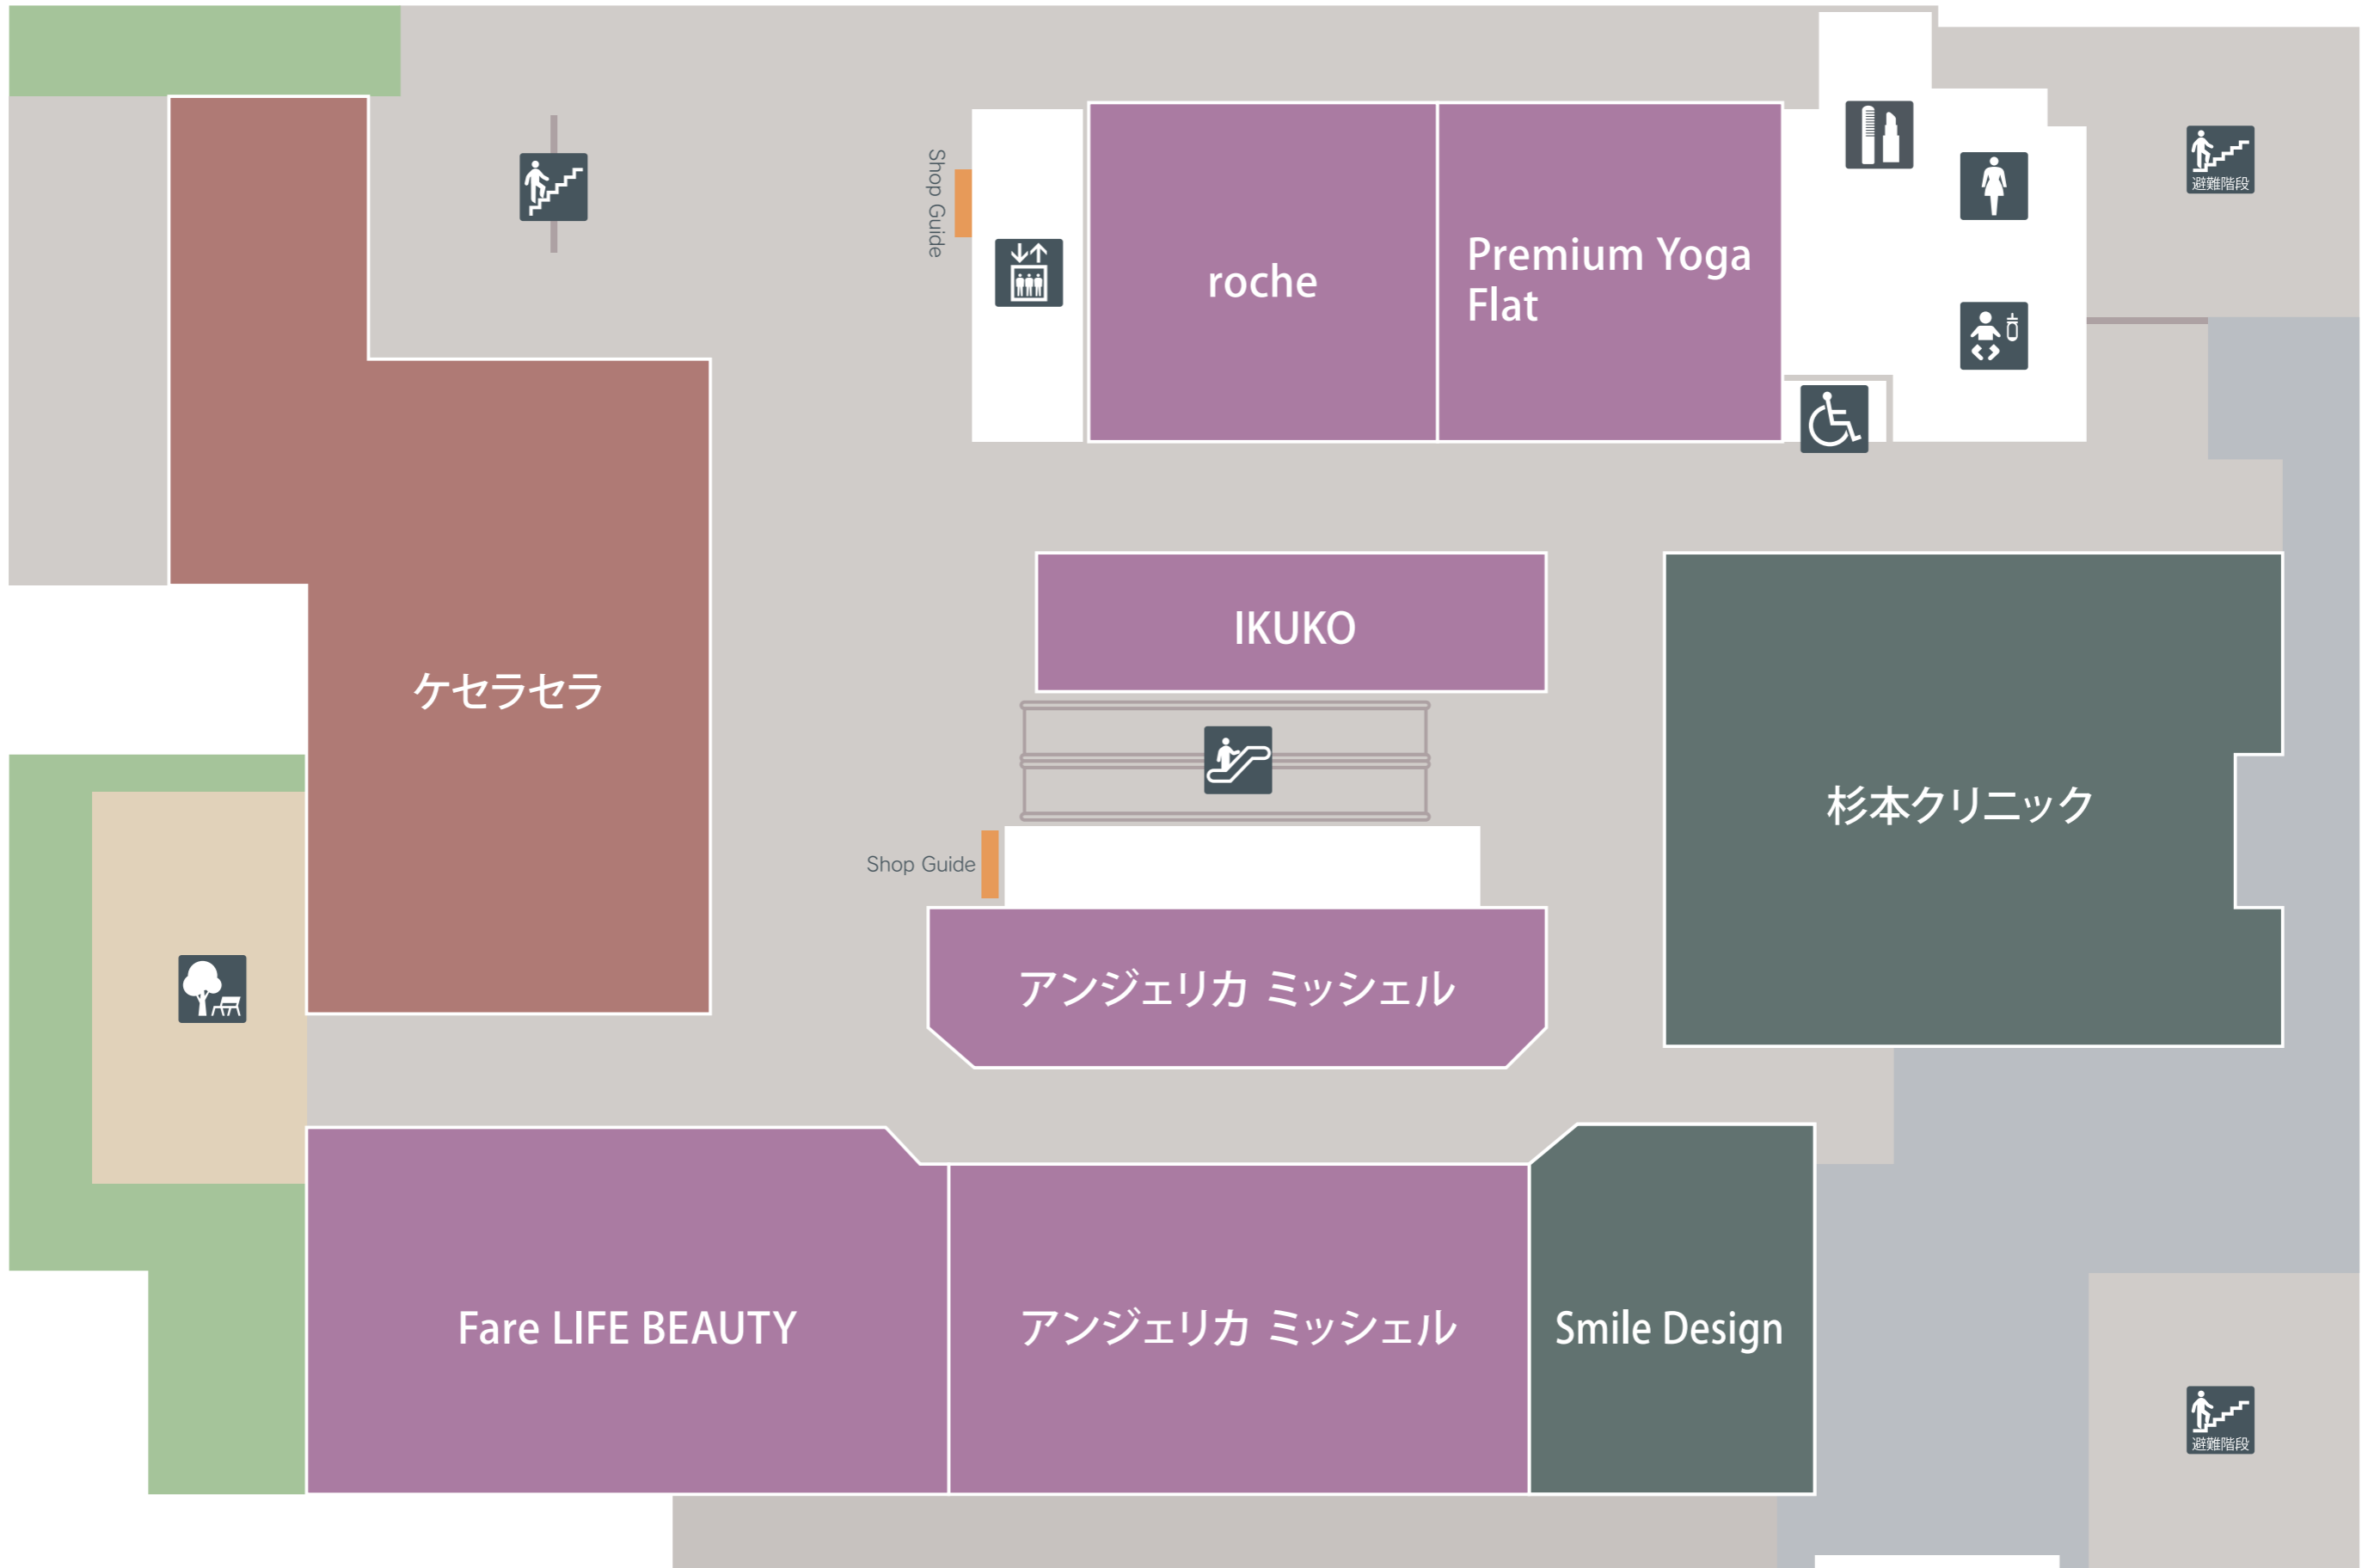 避難階段
Shop Guide
roche
Premium Yoga
Flat
IKUKO
ケセラセラ
杉本クリニック
Shop Guide
アンジェリカ ミッシェル
Fare LIFE BEAUTY
アンジェリカ ミッシェル
Smile Design
避難階段